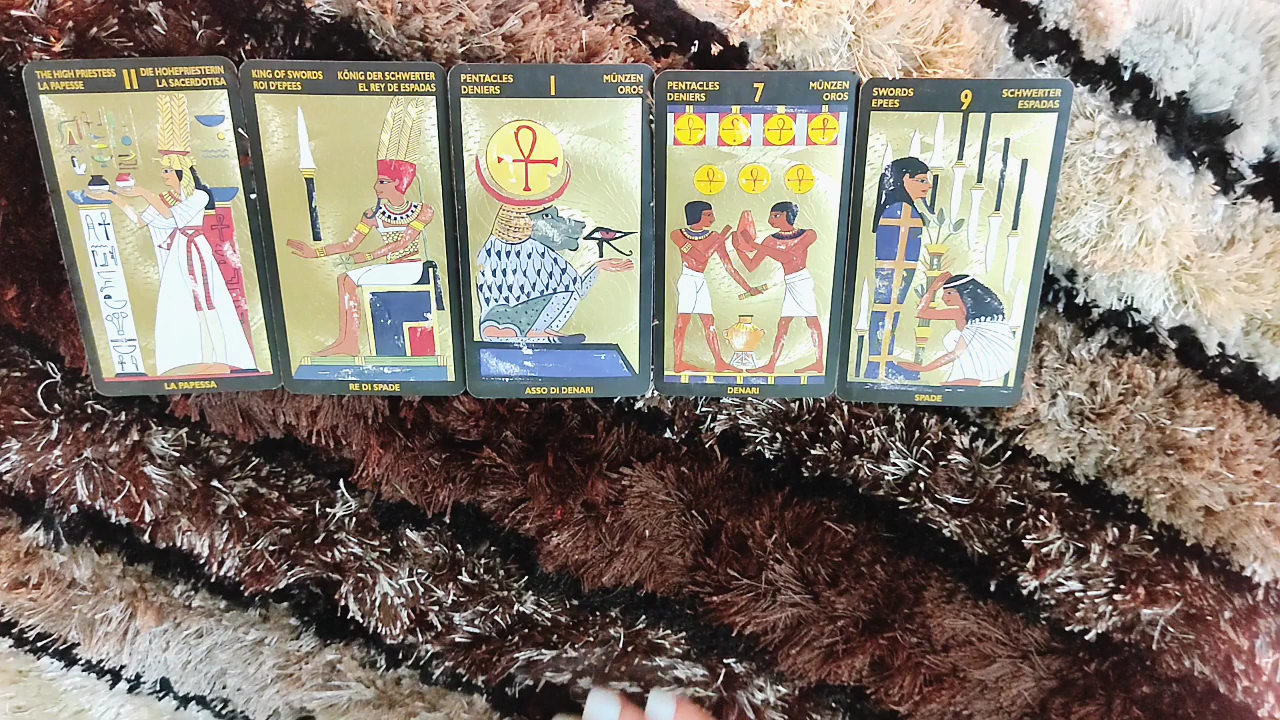 THE HIGH PRIESTESS
LA PAPESSE
II
DIE HOHEPRIESTERIN
LA SACERDOTISA
LA PAPESSA
KING OF SWORDS
ROI D'EPEES
KÖNIG DER SCHWERTER
EL REY DE ESPADAS
RE DI SPADE
PENTACLES
DENIERS
I
MÜNZEN
OROS
ASSO DI DENARI
PENTACLES
DENIERS
7
MÜNZEN
OROS
DENARI
SWORDS
EPEES
9
SCHWERTER
ESPADAS
SPADE